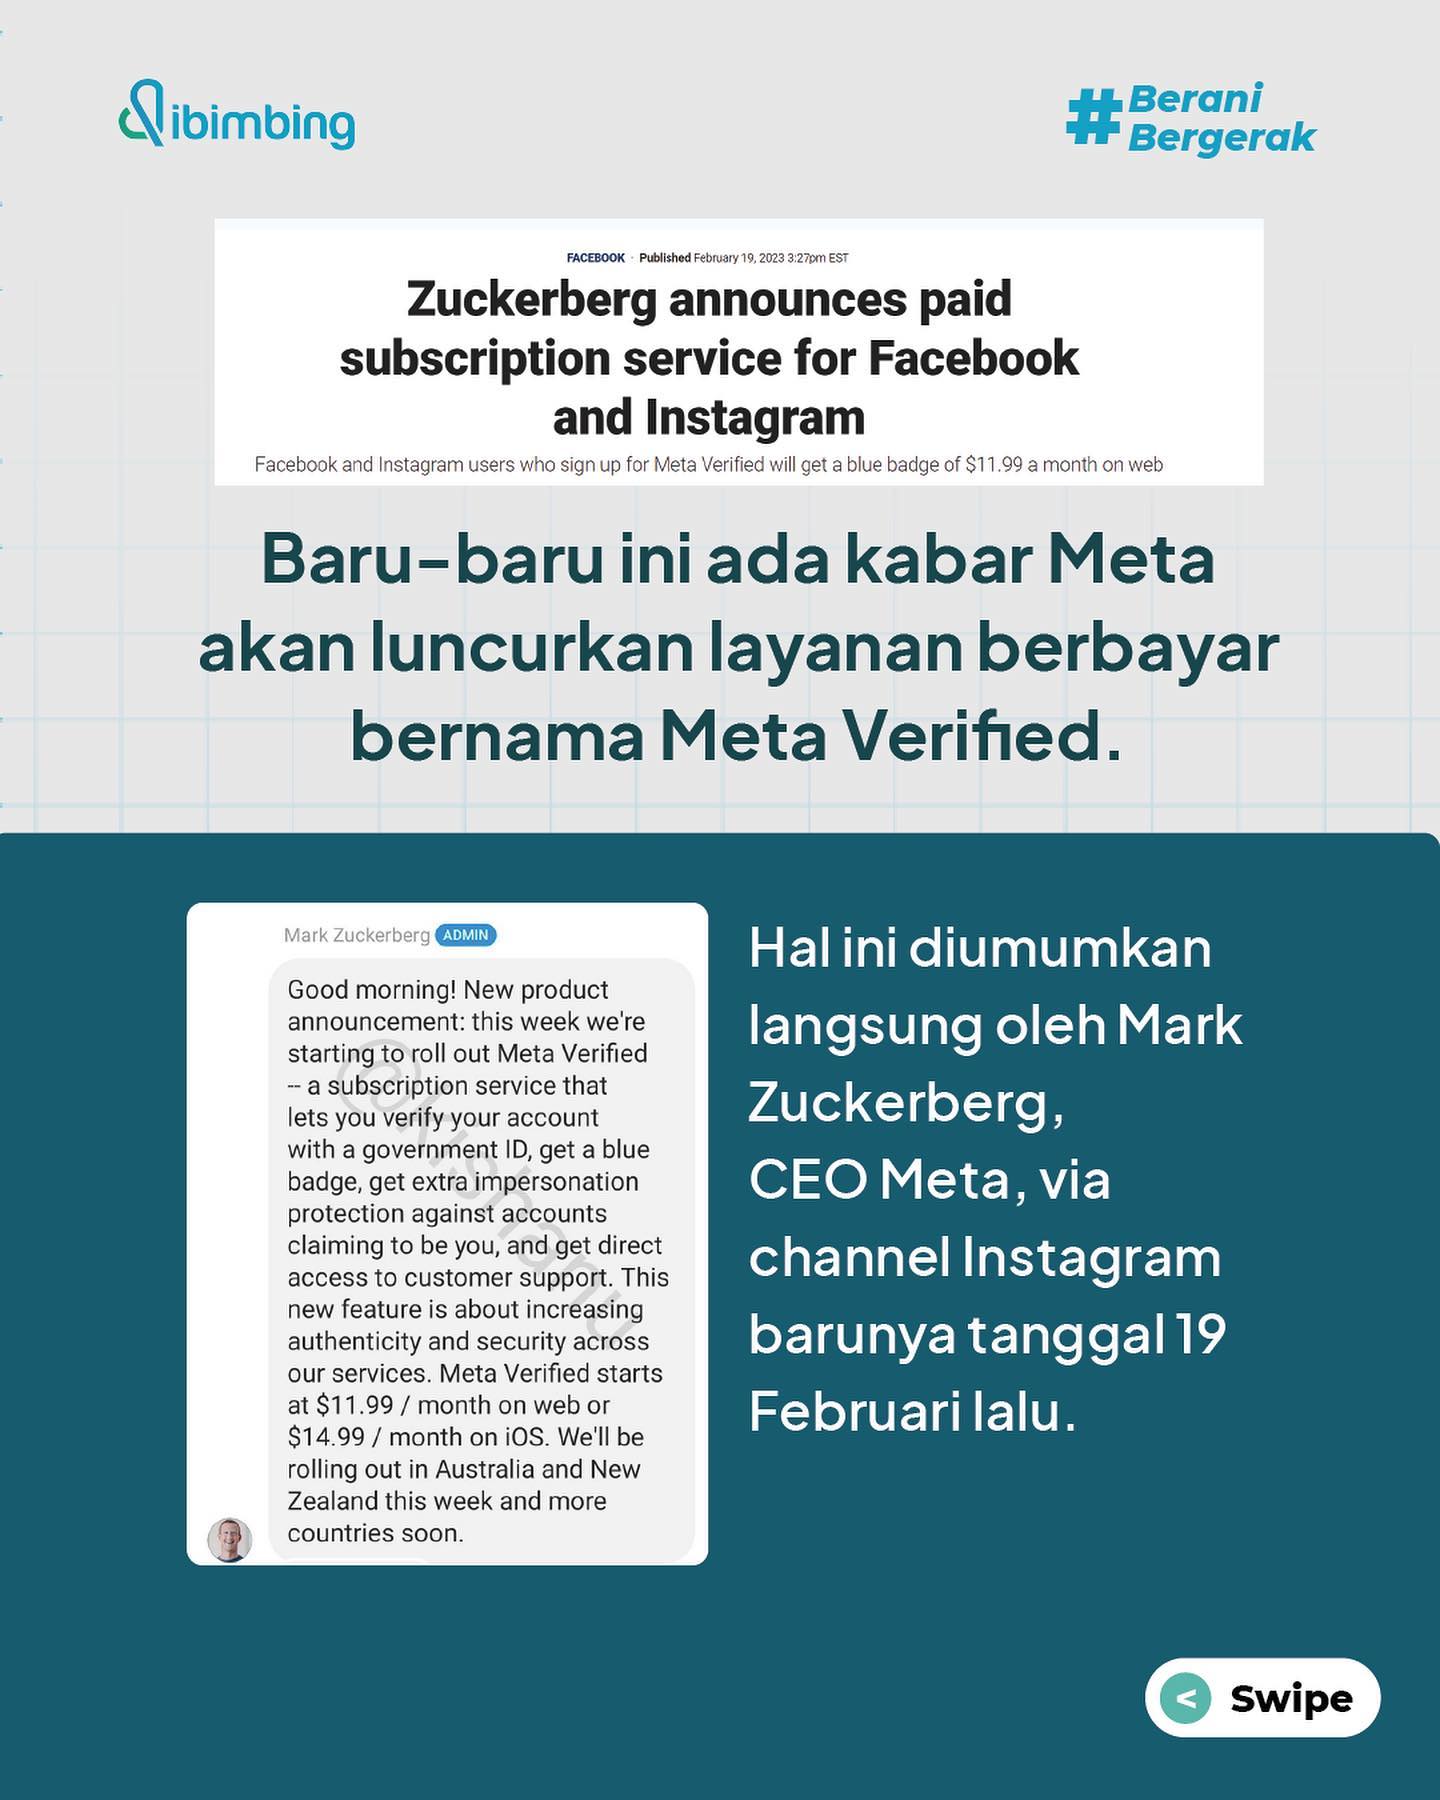 ibimbing
#Berani
Bergerak
FACEBOOK · Published February 19, 2023 3:27pm EST
Zuckerberg announces paid
subscription service for Facebook
and Instagram
Facebook and Instagram users who sign up for Meta Verified will get a blue badge of $11.99 a month on web
Baru-baru ini ada kabar Meta
akan luncurkan layanan berbayar
bernama Meta Verified.
Mark Zuckerberg ADMIN
Good morning! New product
announcement: this week we're
starting to roll out Meta Verified
-- a subscription service that
lets you verify your account
with a government ID, get a blue
badge, get extra impersonation
protection against accounts
claiming to be you, and get direct
access to customer support. This
new feature is about increasing
authenticity and security across
our services. Meta Verified starts
at $11.99 / month on web or
$14.99 / month on iOS. We'll be
rolling out in Australia and New
Zealand this week and more
countries soon.
@kishanu
Hal ini diumumkan
langsung oleh Mark
Zuckerberg,
CEO Meta, via
channel Instagram
barunya tanggal 19
Februari lalu.
< Swipe